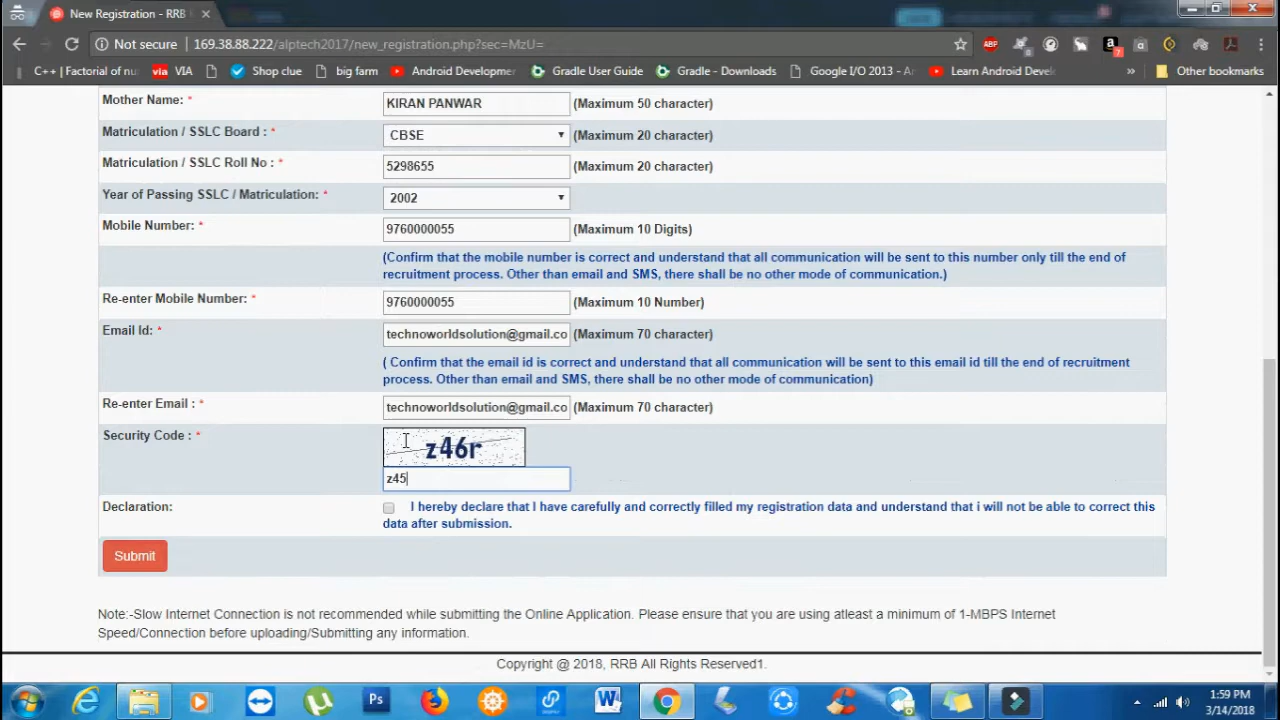 New Registration - RRB
Not secure 169.38.88.222/alptech2017/new_registration.php?sec=MzU=
ABP
C++ | Factorial of nu
via VIA
Shop clue
big farm
Android Developme
Gradle User Guide
Gradle - Downloads
Google I/O 2013 - A
Learn Android Deve
»
Other bookmarks
Mother Name: * KIRAN PANWAR (Maximum 50 character)
Matriculation / SSLC Board : * CBSE (Maximum 20 character)
Matriculation / SSLC Roll No : * 5298655 (Maximum 20 character)
Year of Passing SSLC / Matriculation: * 2002
Mobile Number: * 9760000055 (Maximum 10 Digits)
(Confirm that the mobile number is correct and understand that all communication will be sent to this number only till the end of
recruitment process. Other than email and SMS, there shall be no other mode of communication.)
Re-enter Mobile Number: * 9760000055 (Maximum 10 Number)
Email Id: * technoworldsolution@gmail.co (Maximum 70 character)
( Confirm that the email id is correct and understand that all communication will be sent to this email id till the end of recruitment
process. Other than email and SMS, there shall be no other mode of communication)
Re-enter Email : * technoworldsolution@gmail.co (Maximum 70 character)
Security Code : * z46r
z45
Declaration: I hereby declare that I have carefully and correctly filled my registration data and understand that i will not be able to correct this
data after submission.
Submit
Note:-Slow Internet Connection is not recommended while submitting the Online Application. Please ensure that you are using atleast a minimum of 1-MBPS Internet
Speed/Connection before uploading/Submitting any information.
Copyright @ 2018, RRB All Rights Reserved1.
Ps
W
1:59 PM
3/14/2018